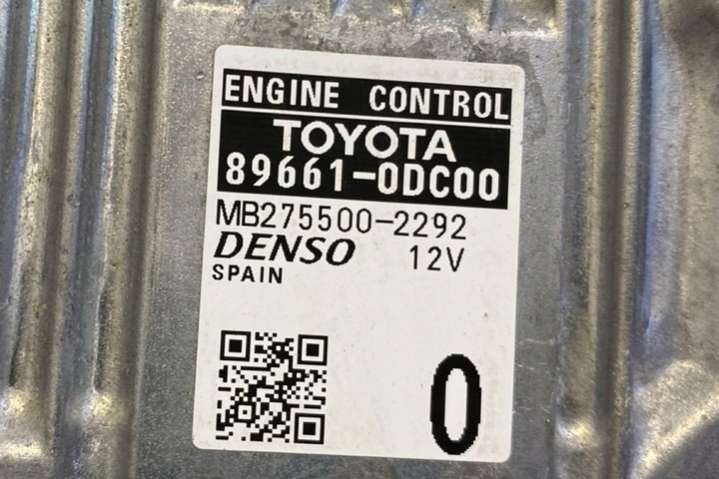 ENGINE CONTROL
TOYOTA
89661-0DC00
MB275500-2292
DENSO 12V
SPAIN
0